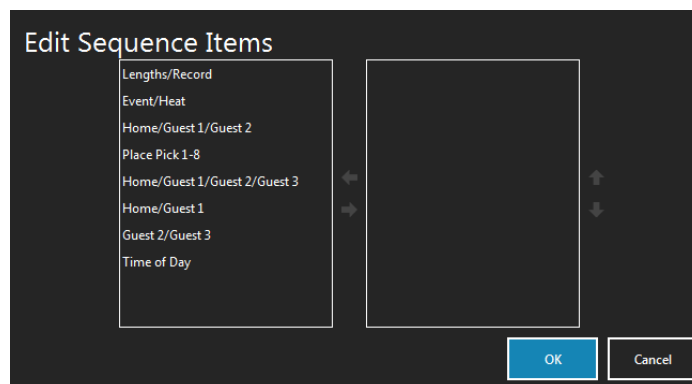 Edit Sequence Items
Lengths/Record
Event/Heat
Home/Guest 1/Guest 2
Place Pick 1-8
Home/Guest 1/Guest 2/Guest 3
Home/Guest 1
Guest 2/Guest 3
Time of Day
OK
Cancel